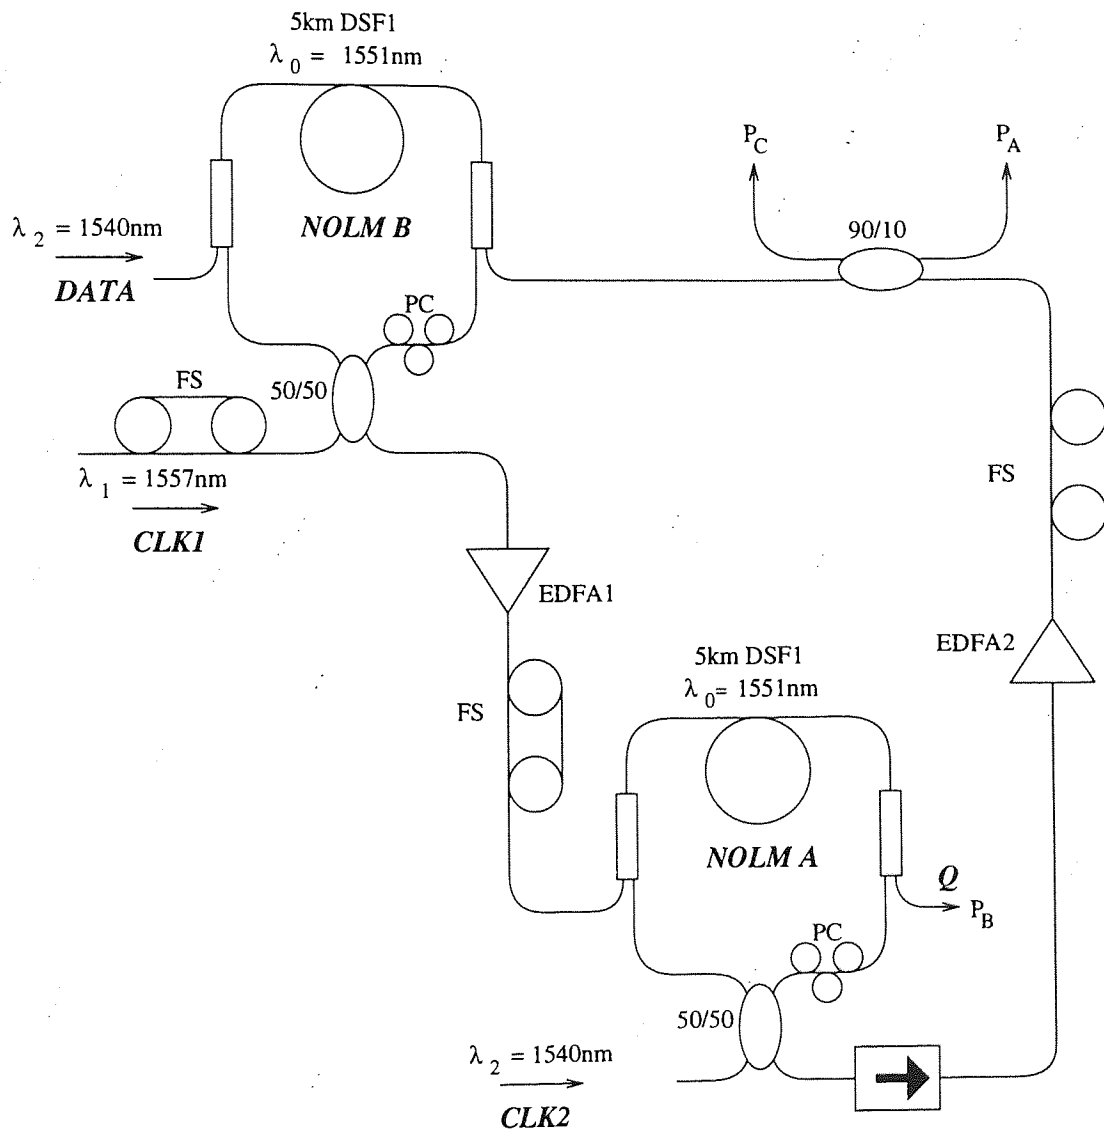 5km DSF1
λ 0 = 1551nm
P C
P A
λ 2 = 1540nm
NOLM B
90/10
DATA
PC
FS
50/50
λ 1 = 1557nm
FS
CLK1
EDFA1
EDFA2
5km DSF1
λ 0 = 1551nm
FS
NOLM A
Q
P B
PC
50/50
λ 2 = 1540nm
CLK2